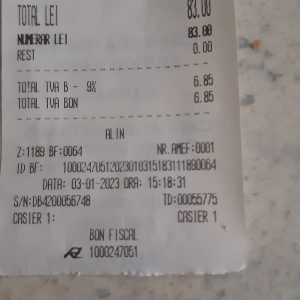 TOTAL LEI 83.00
NUMERAR LEI 83.00
REST 0.00
TOTAL TVA B - 9% 6.85
TOTAL TVA BON 6.85
ALIN
Z:1189 BF:0064 NR.AMEF:0001
ID BF: 1000247051202301031518311190064
DATA: 03-01-2023 ORA: 15:18:31
S/N:DB4200056748 TD:00055775
CASIER 1: CASIER 1
BON FISCAL
1000247051